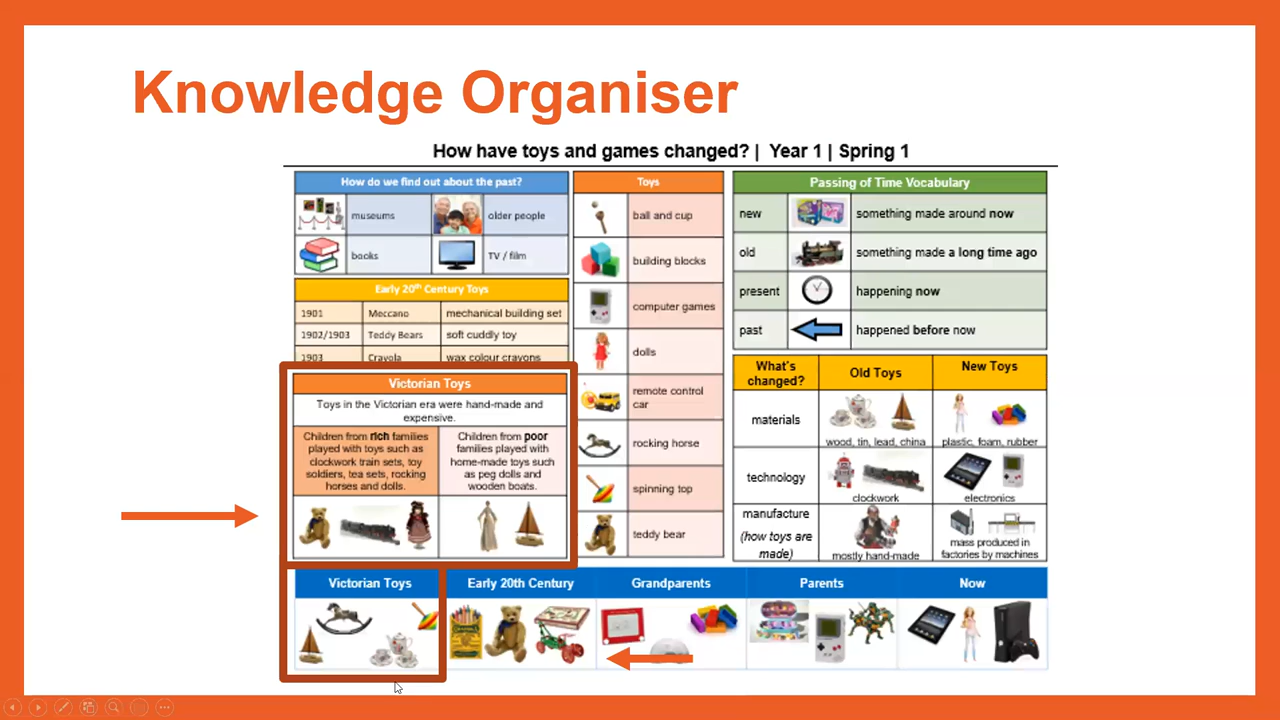 Knowledge Organiser
How have toys and games changed? | Year 1 | Spring 1
How do we find out about the past?
museums
older people
books
TV / film
Early 20th Century Toys
1901 Meccano mechanical building set
1902/1903 Teddy Bears soft cuddly toy
1903 Crayola wax colour crayons
Victorian Toys
Toys in the Victorian era were hand-made and
expensive.
Children from rich families
played with toys such as
clockwork train sets, toy
soldiers, tea sets, rocking
horses and dolls.
Children from poor
families played with
home-made toys such
as peg dolls and
wooden boats.
Toys
ball and cup
building blocks
computer games
dolls
remote control
car
rocking horse
spinning top
teddy bear
Passing of Time Vocabulary
new something made around now
old something made a long time ago
present happening now
past happened before now
What's
changed?
Old Toys
New Toys
materials
wood, tin, lead, china
plastic, foam, rubber
technology
clockwork
electronics
manufacture
(how toys are
made)
mostly hand-made
mass produced in
factories by machines
Victorian Toys
Early 20th Century
Grandparents
Parents
Now